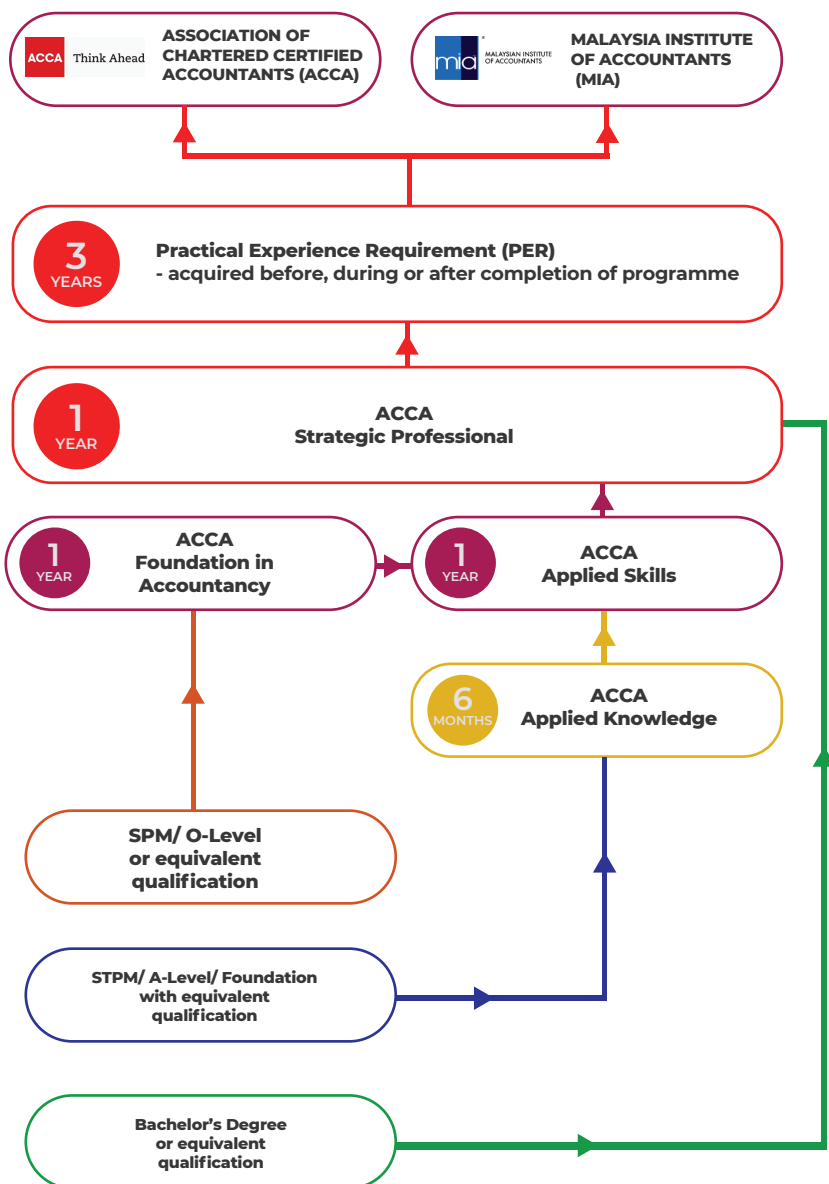 ACCA
Think Ahead
ASSOCIATION OF
CHARTERED CERTIFIED
ACCOUNTANTS (ACCA)
mia
MALAYSIAN INSTITUTE
OF ACCOUNTANTS
MALAYSIA INSTITUTE
OF ACCOUNTANTS
(MIA)
3
YEARS
Practical Experience Requirement (PER)
- acquired before, during or after completion of programme
1
YEAR
ACCA
Strategic Professional
1
YEAR
ACCA
Foundation in
Accountancy
1
YEAR
ACCA
Applied Skills
6
MONTHS
ACCA
Applied Knowledge
SPM/ O-Level
or equivalent
qualification
STPM/ A-Level/ Foundation
with equivalent
qualification
Bachelor’s Degree
or equivalent
qualification